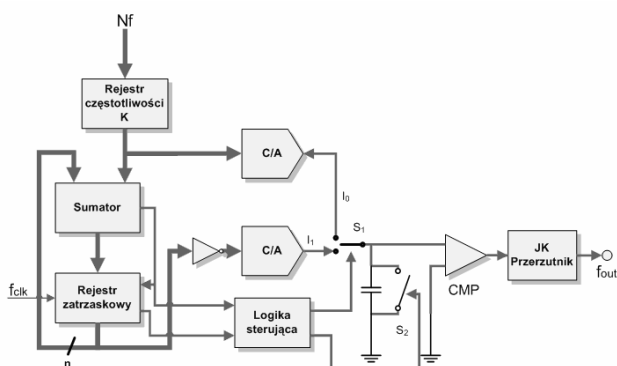 Nf
Rejestr
częstotliwości
K
C/A
I0
Sumator
S1
I1
C/A
JK
Przerzutnik
fout
CMP
fclk
Rejestr
zatrzaskowy
Logika
sterująca
S2
n